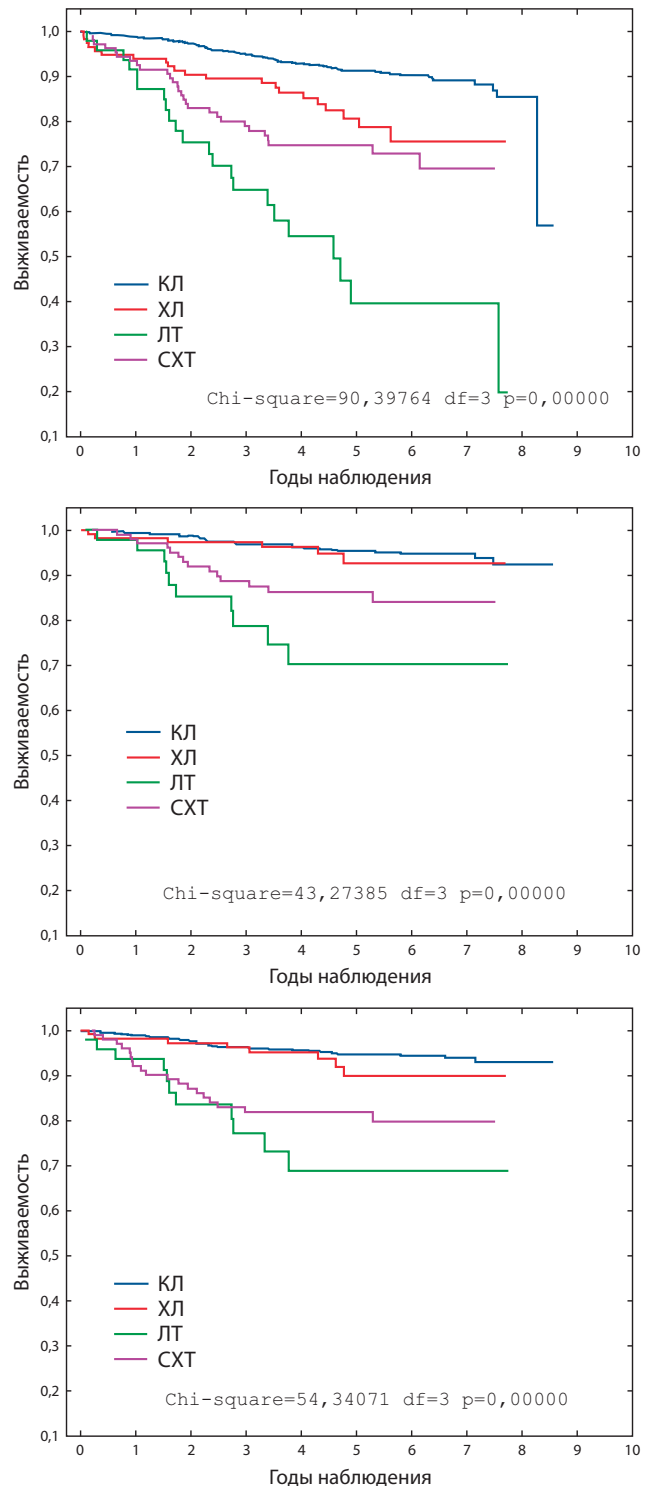 1,0
0,9
0,8
0,7
0,6
0,5
0,4
0,3
0,2
0,1
Выживаемость
КЛ
ХЛ
ЛТ
СХТ
Chi-square=90,39764 df=3 p=0,00000
0 1 2 3 4 5 6 7 8 9 10
Годы наблюдения
1,0
0,9
0,8
0,7
0,6
0,5
0,4
0,3
0,2
0,1
Выживаемость
КЛ
ХЛ
ЛТ
СХТ
Chi-square=43,27385 df=3 p=0,00000
0 1 2 3 4 5 6 7 8 9 10
Годы наблюдения
1,0
0,9
0,8
0,7
0,6
0,5
0,4
0,3
0,2
0,1
Выживаемость
КЛ
ХЛ
ЛТ
СХТ
Chi-square=54,34071 df=3 p=0,00000
0 1 2 3 4 5 6 7 8 9 10
Годы наблюдения